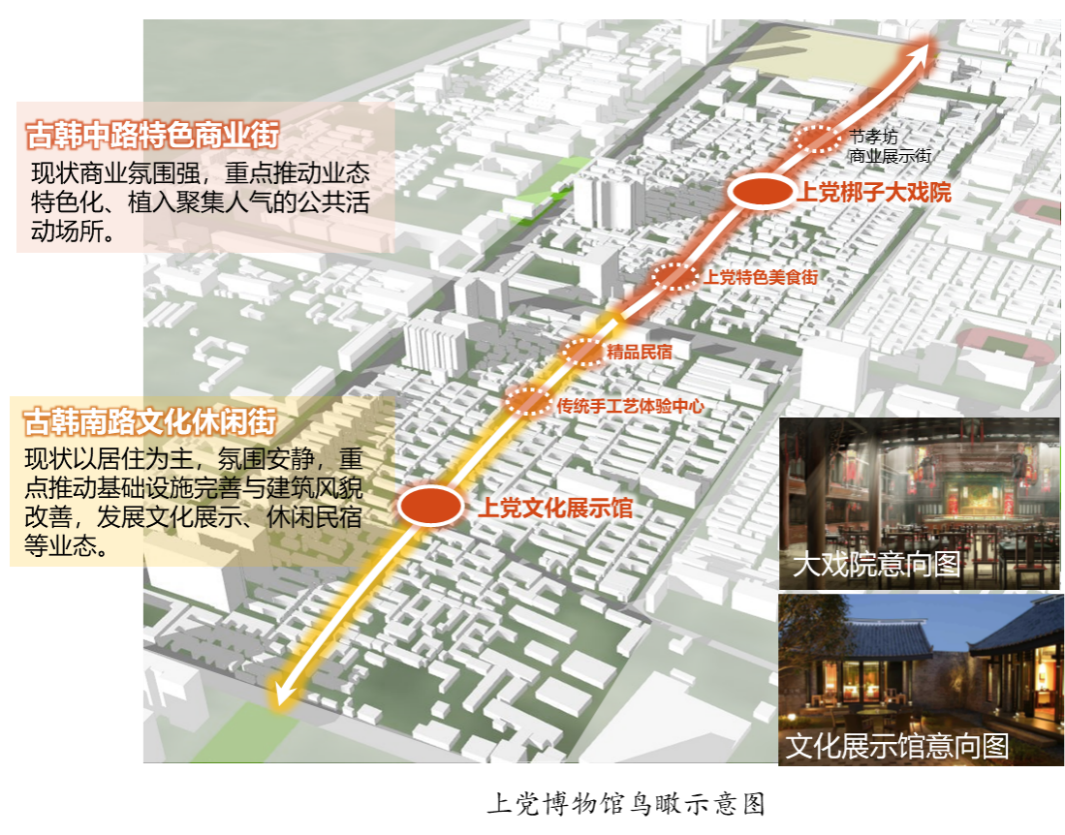 古韩中路特色商业街
现状商业氛围强，重点推动业态
特色化、植入聚集人气的公共活
动场所。
节孝坊
商业展示街
上党梆子大戏院
上党特色美食街
精品民宿
传统手工艺体验中心
古韩南路文化休闲街
现状以居住为主，氛围安静，重
点推动基础设施完善与建筑风貌
改善，发展文化展示、休闲民宿
等业态。
上党文化展示馆
大戏院意向图
文化展示馆意向图
上党博物馆鸟瞰示意图